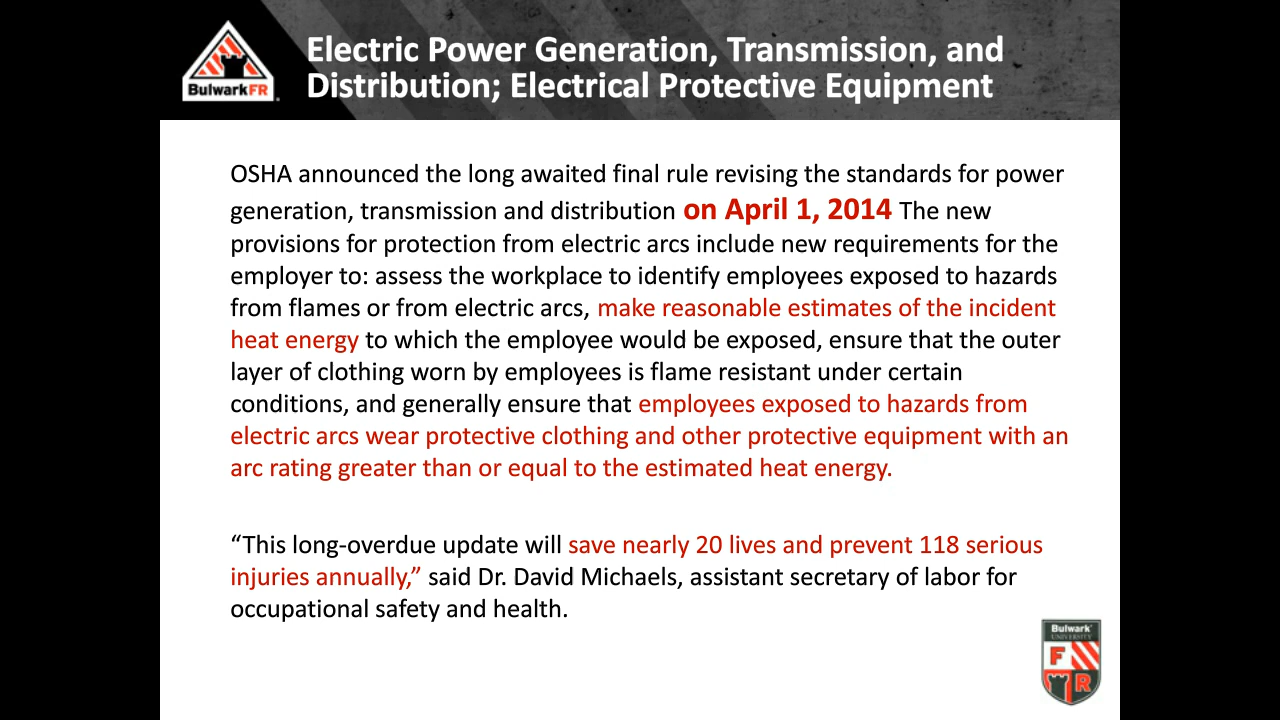 BulwarkFR
Electric Power Generation, Transmission, and
Distribution; Electrical Protective Equipment
OSHA announced the long awaited final rule revising the standards for power
generation, transmission and distribution on April 1, 2014 The new
provisions for protection from electric arcs include new requirements for the
employer to: assess the workplace to identify employees exposed to hazards
from flames or from electric arcs, make reasonable estimates of the incident
heat energy to which the employee would be exposed, ensure that the outer
layer of clothing worn by employees is flame resistant under certain
conditions, and generally ensure that employees exposed to hazards from
electric arcs wear protective clothing and other protective equipment with an
arc rating greater than or equal to the estimated heat energy.
“This long-overdue update will save nearly 20 lives and prevent 118 serious
injuries annually,” said Dr. David Michaels, assistant secretary of labor for
occupational safety and health.
Bulwark
UNIVERSITY
F
R